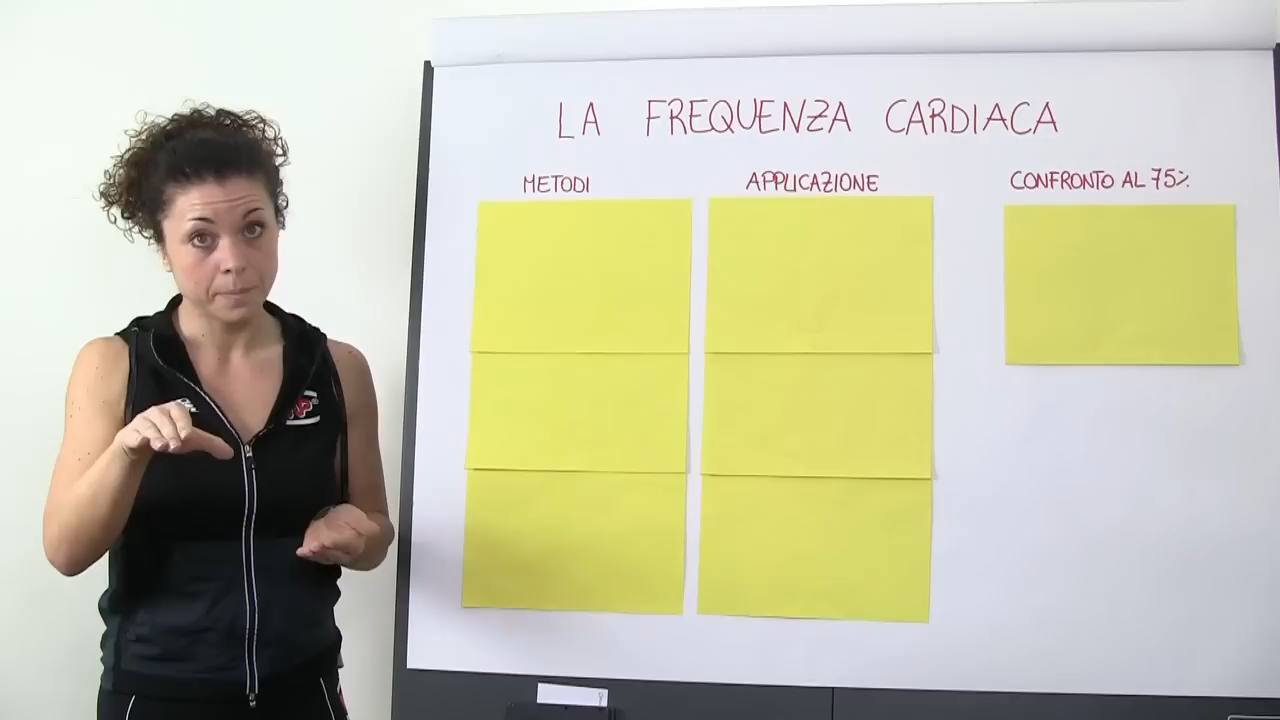 LA FREQUENZA CARDIACA
METODI
APPLICAZIONE
CONFRONTO AL 75%